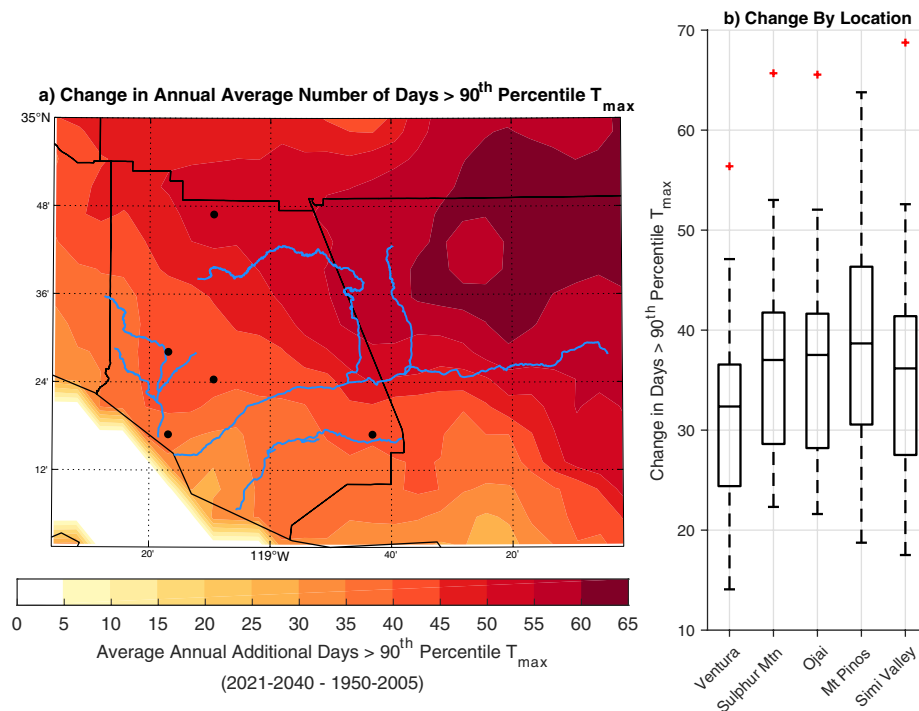 a) Change in Annual Average Number of Days > 90th Percentile Tmax
35°N
48'
36'
24'
12'
20'
119°W
40'
20'
0 5 10 15 20 25 30 35 40 45 50 55 60 65
Average Annual Additional Days > 90th Percentile Tmax
(2021-2040 - 1950-2005)
b) Change By Location
Change in Days > 90th Percentile Tmax
70
60
50
40
30
20
10
Ventura
Sulphur Mtn
Ojai
Mt Pinos
Simi Valley